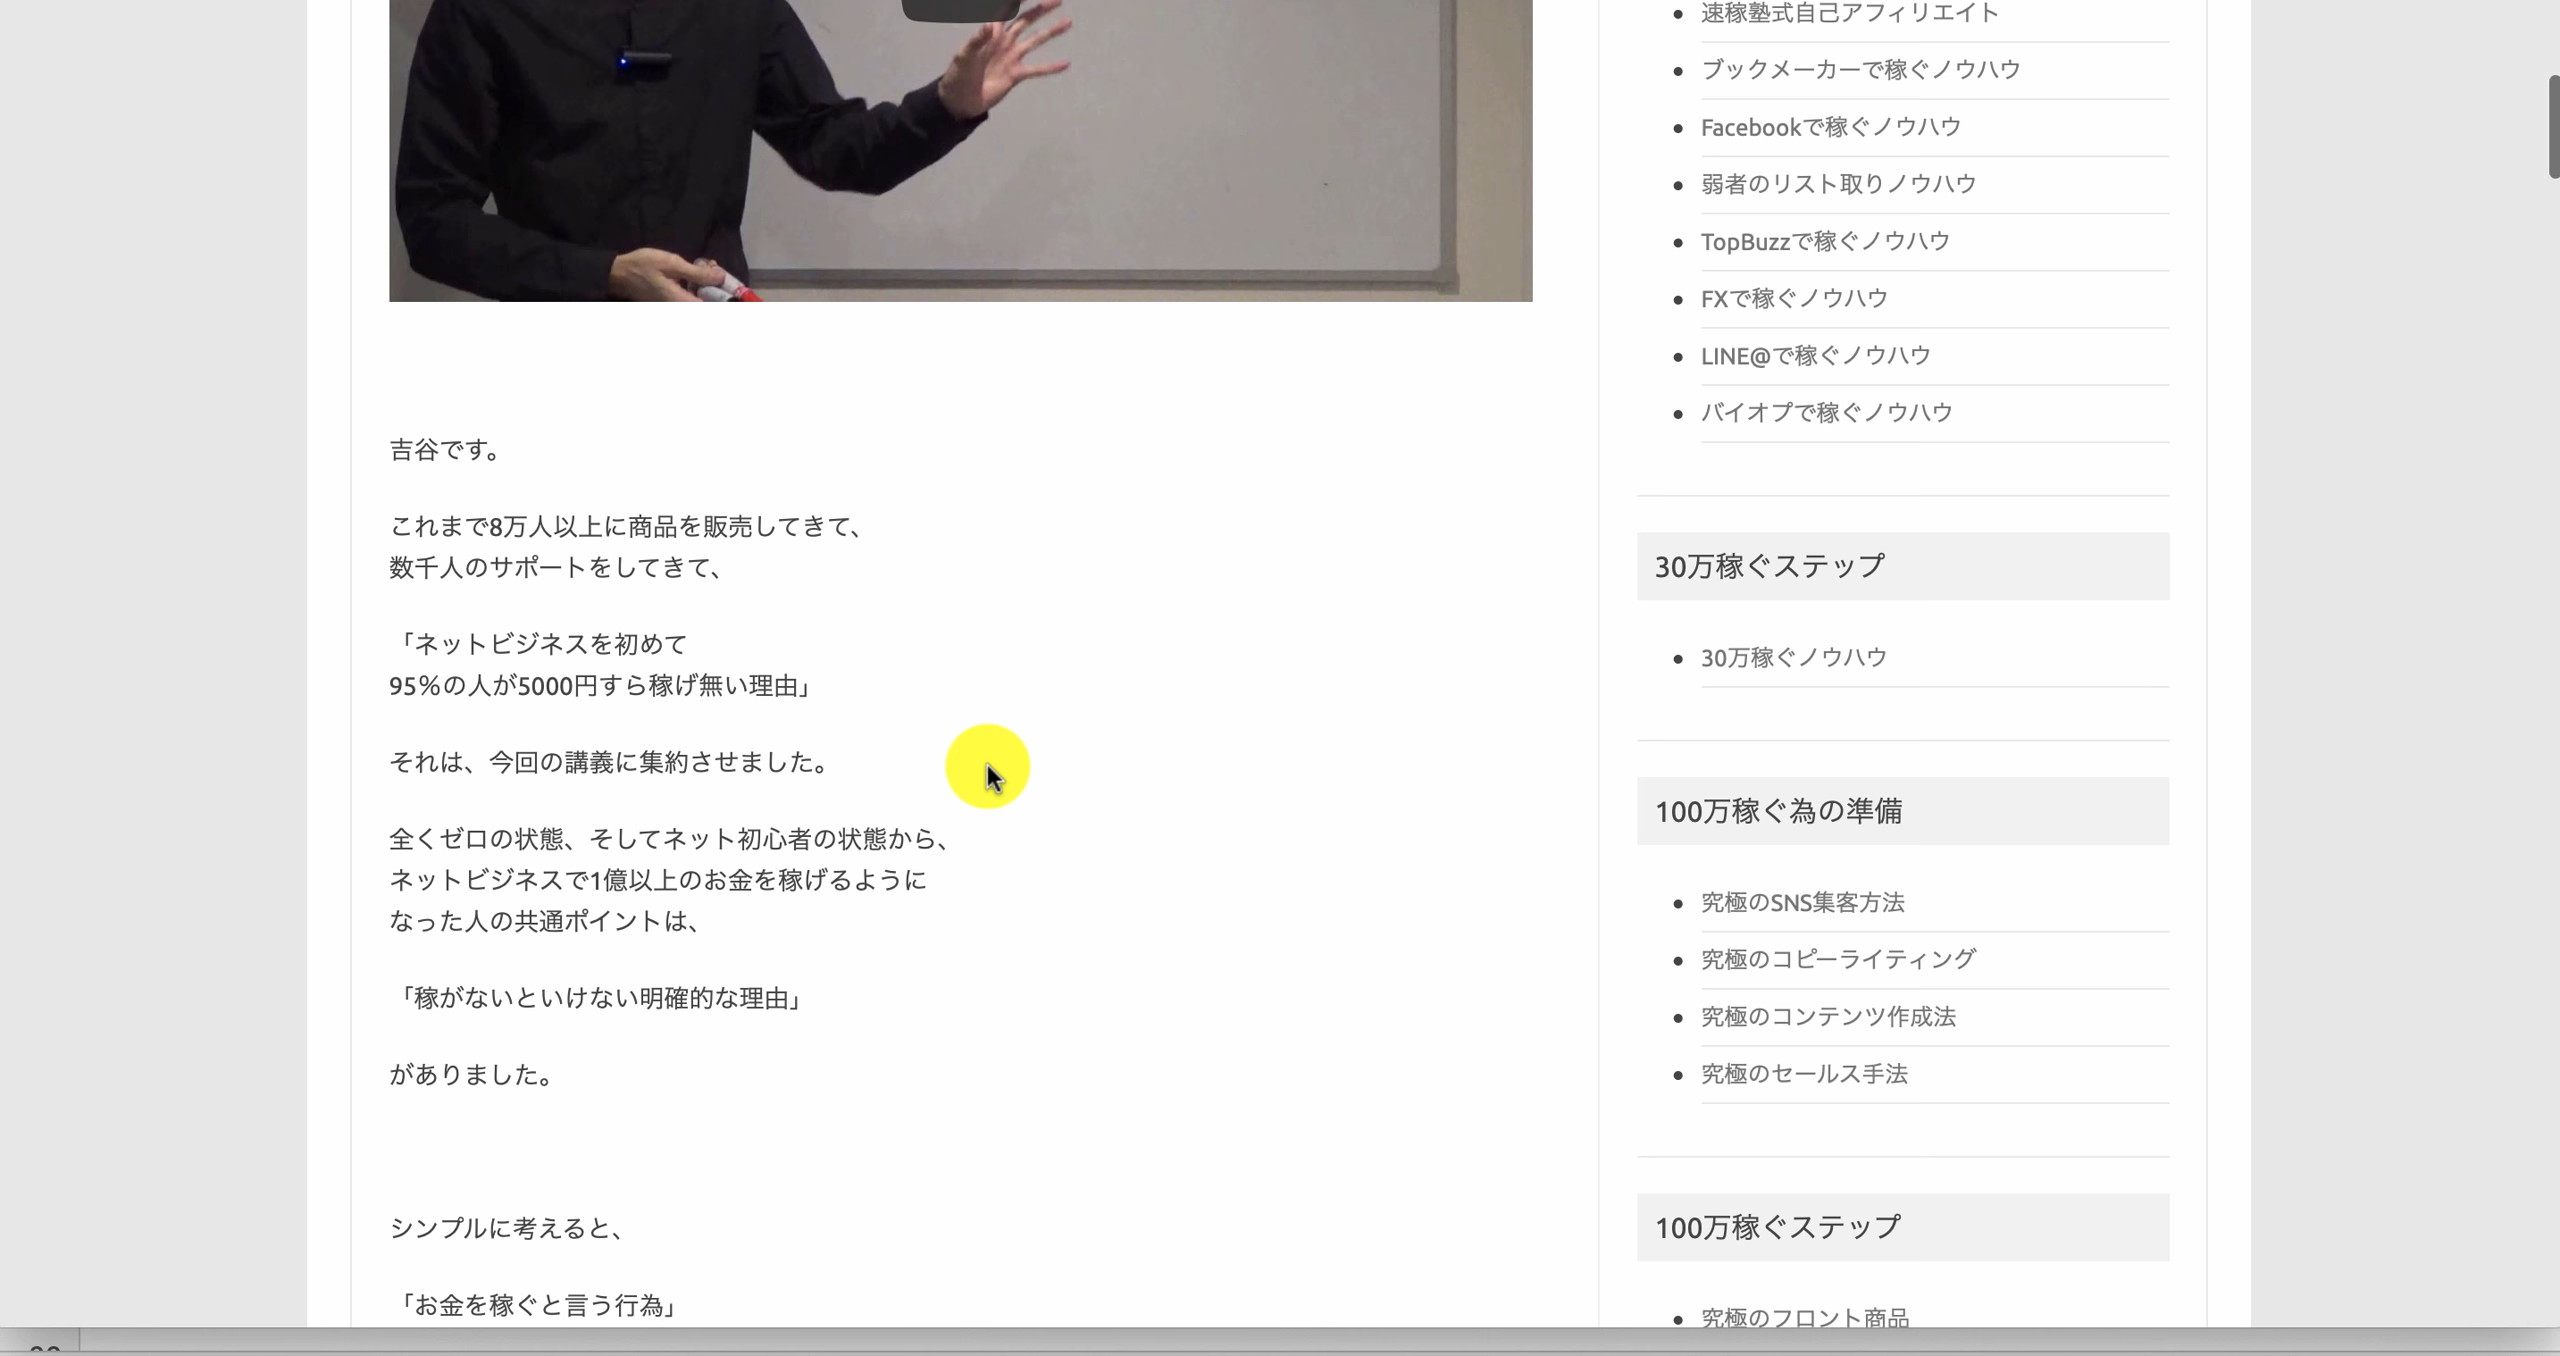 吉谷です。
これまで8万人以上に商品を販売してきて、
数千人のサポートをしてきて、
「ネットビジネスを初めて
95%の人が5000円すら稼げ無い理由」
それは、今回の講義に集約させました。
全くゼロの状態、そしてネット初心者の状態から、
ネットビジネスで1億以上のお金を稼げるように
なった人の共通ポイントは、
「稼がないといけない明確的な理由」
がありました。
シンプルに考えると、
「お金を稼ぐと言う行為」
速稼塾式自己アフィリエイト
ブックメーカーで稼ぐノウハウ
Facebookで稼ぐノウハウ
弱者のリスト取りノウハウ
TopBuzzで稼ぐノウハウ
FXで稼ぐノウハウ
LINE@で稼ぐノウハウ
バイオプで稼ぐノウハウ
30万稼ぐステップ
30万稼ぐノウハウ
100万稼ぐ為の準備
究極のSNS集客方法
究極のコピーライティング
究極のコンテンツ作成法
究極のセールス手法
100万稼ぐステップ
究極のフロント商品